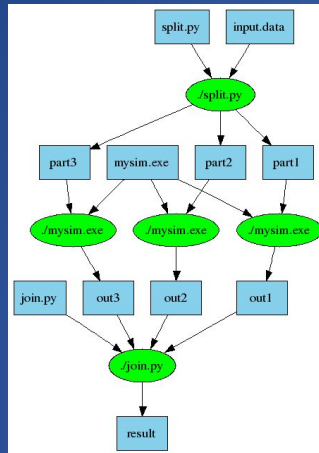 split.py
input.data
./split.py
part3
mysim.exe
part2
part1
./mysim.exe
./mysim.exe
./mysim.exe
join.py
out3
out2
out1
./join.py
result